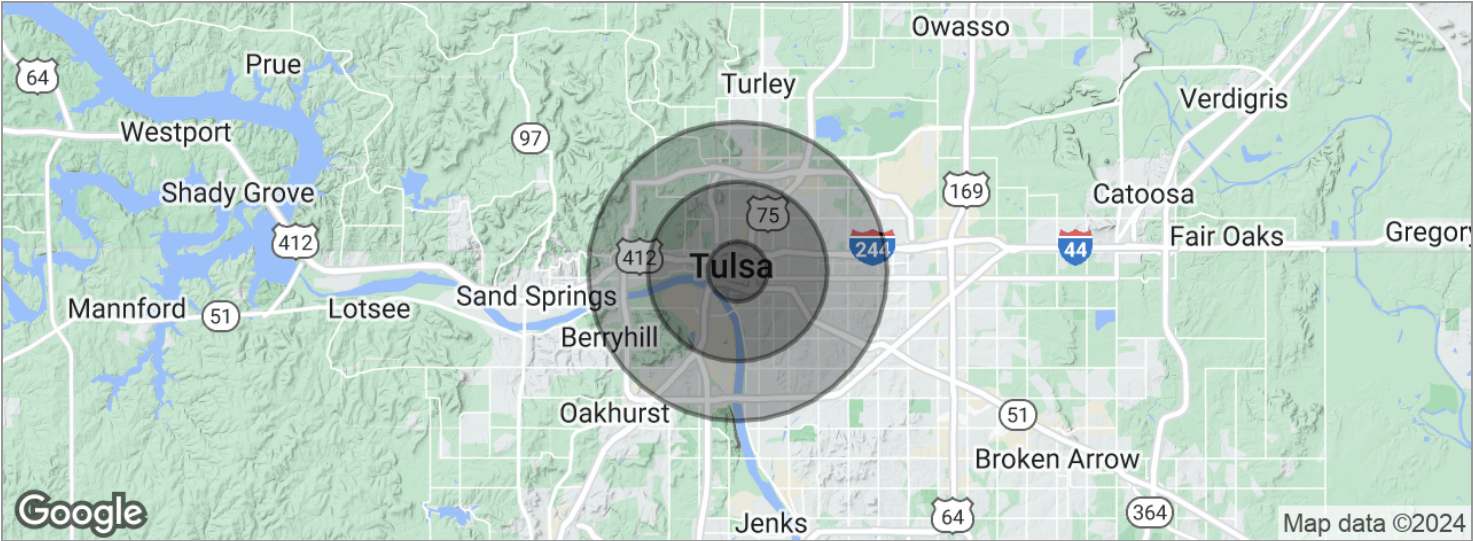 Owasso
Prue
64
Turley
Verdigris
Westport
97
Shady Grove
169
Catoosa
75
412
412
244
44
Fair Oaks
Gregory
Tulsa
Sand Springs
Mannford
51
Lotsee
Berryhill
Oakhurst
51
Broken Arrow
Google
Jenks
64
364
Map data ©2024